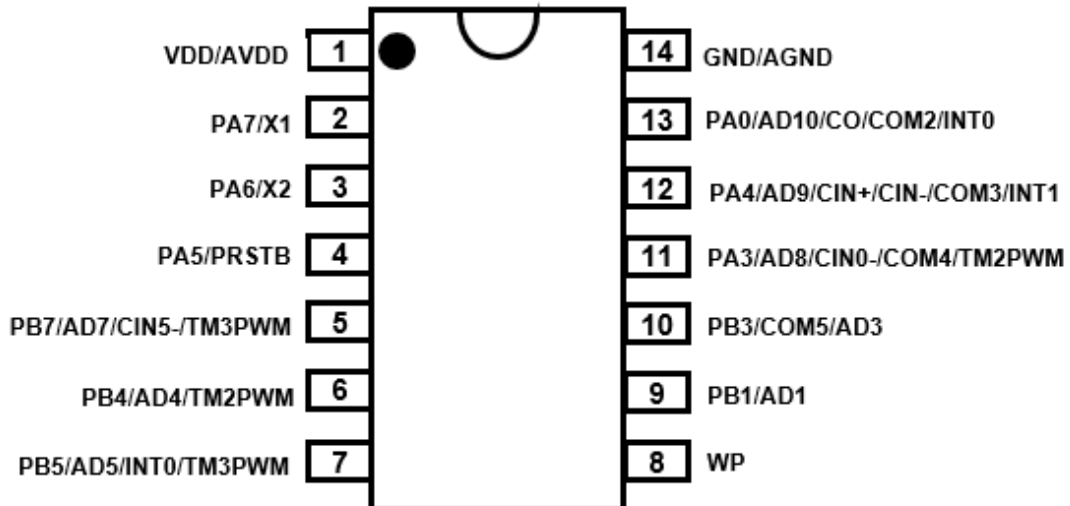 VDD/AVDD 1 14 GND/AGND
PA7/X1 2 13 PA0/AD10/CO/COM2/INT0
PA6/X2 3 12 PA4/AD9/CIN+/CIN-/COM3/INT1
PA5/PRSTB 4 11 PA3/AD8/CIN0-/COM4/TM2PWM
PB7/AD7/CIN5-/TM3PWM 5 10 PB3/COM5/AD3
PB4/AD4/TM2PWM 6 9 PB1/AD1
PB5/AD5/INT0/TM3PWM 7 8 WP